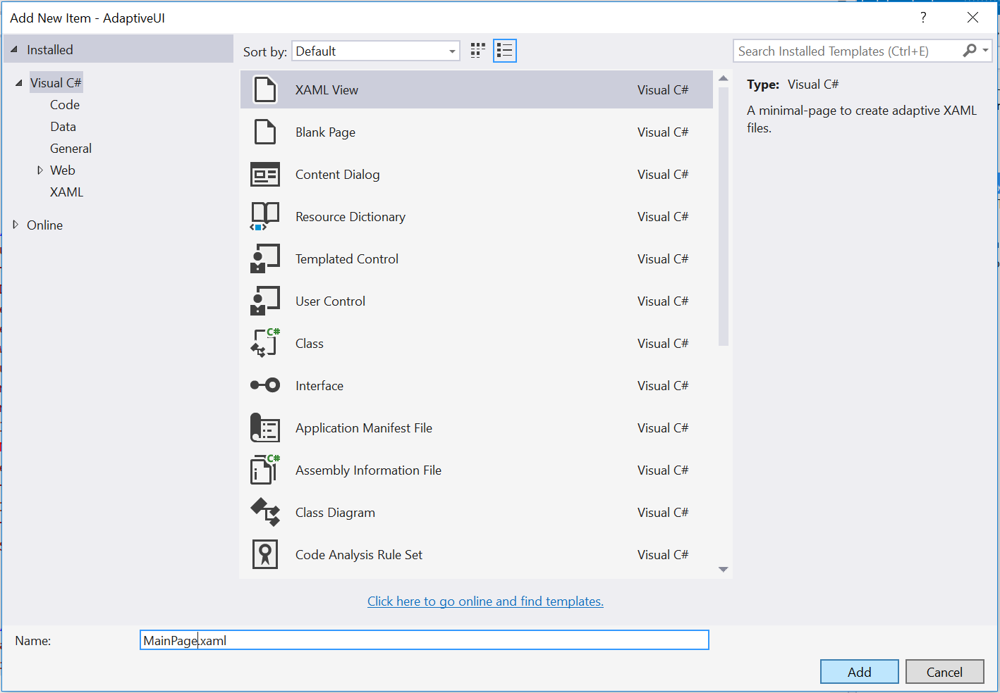 Add New Item - AdaptiveUI
?
Installed
Sort by: Default
Search Installed Templates (Ctrl+E)
Visual C#
Code
Data
General
Web
XAML
Online
XAML View Visual C#
Blank Page Visual C#
Content Dialog Visual C#
Resource Dictionary Visual C#
Templated Control Visual C#
User Control Visual C#
C#
Class Visual C#
Interface Visual C#
Application Manifest File Visual C#
C#
Assembly Information File Visual C#
Class Diagram Visual C#
Code Analysis Rule Set Visual C#
Type: Visual C#
A minimal-page to create adaptive XAML
files.
Click here to go online and find templates.
Name: MainPage.xaml
Add Cancel